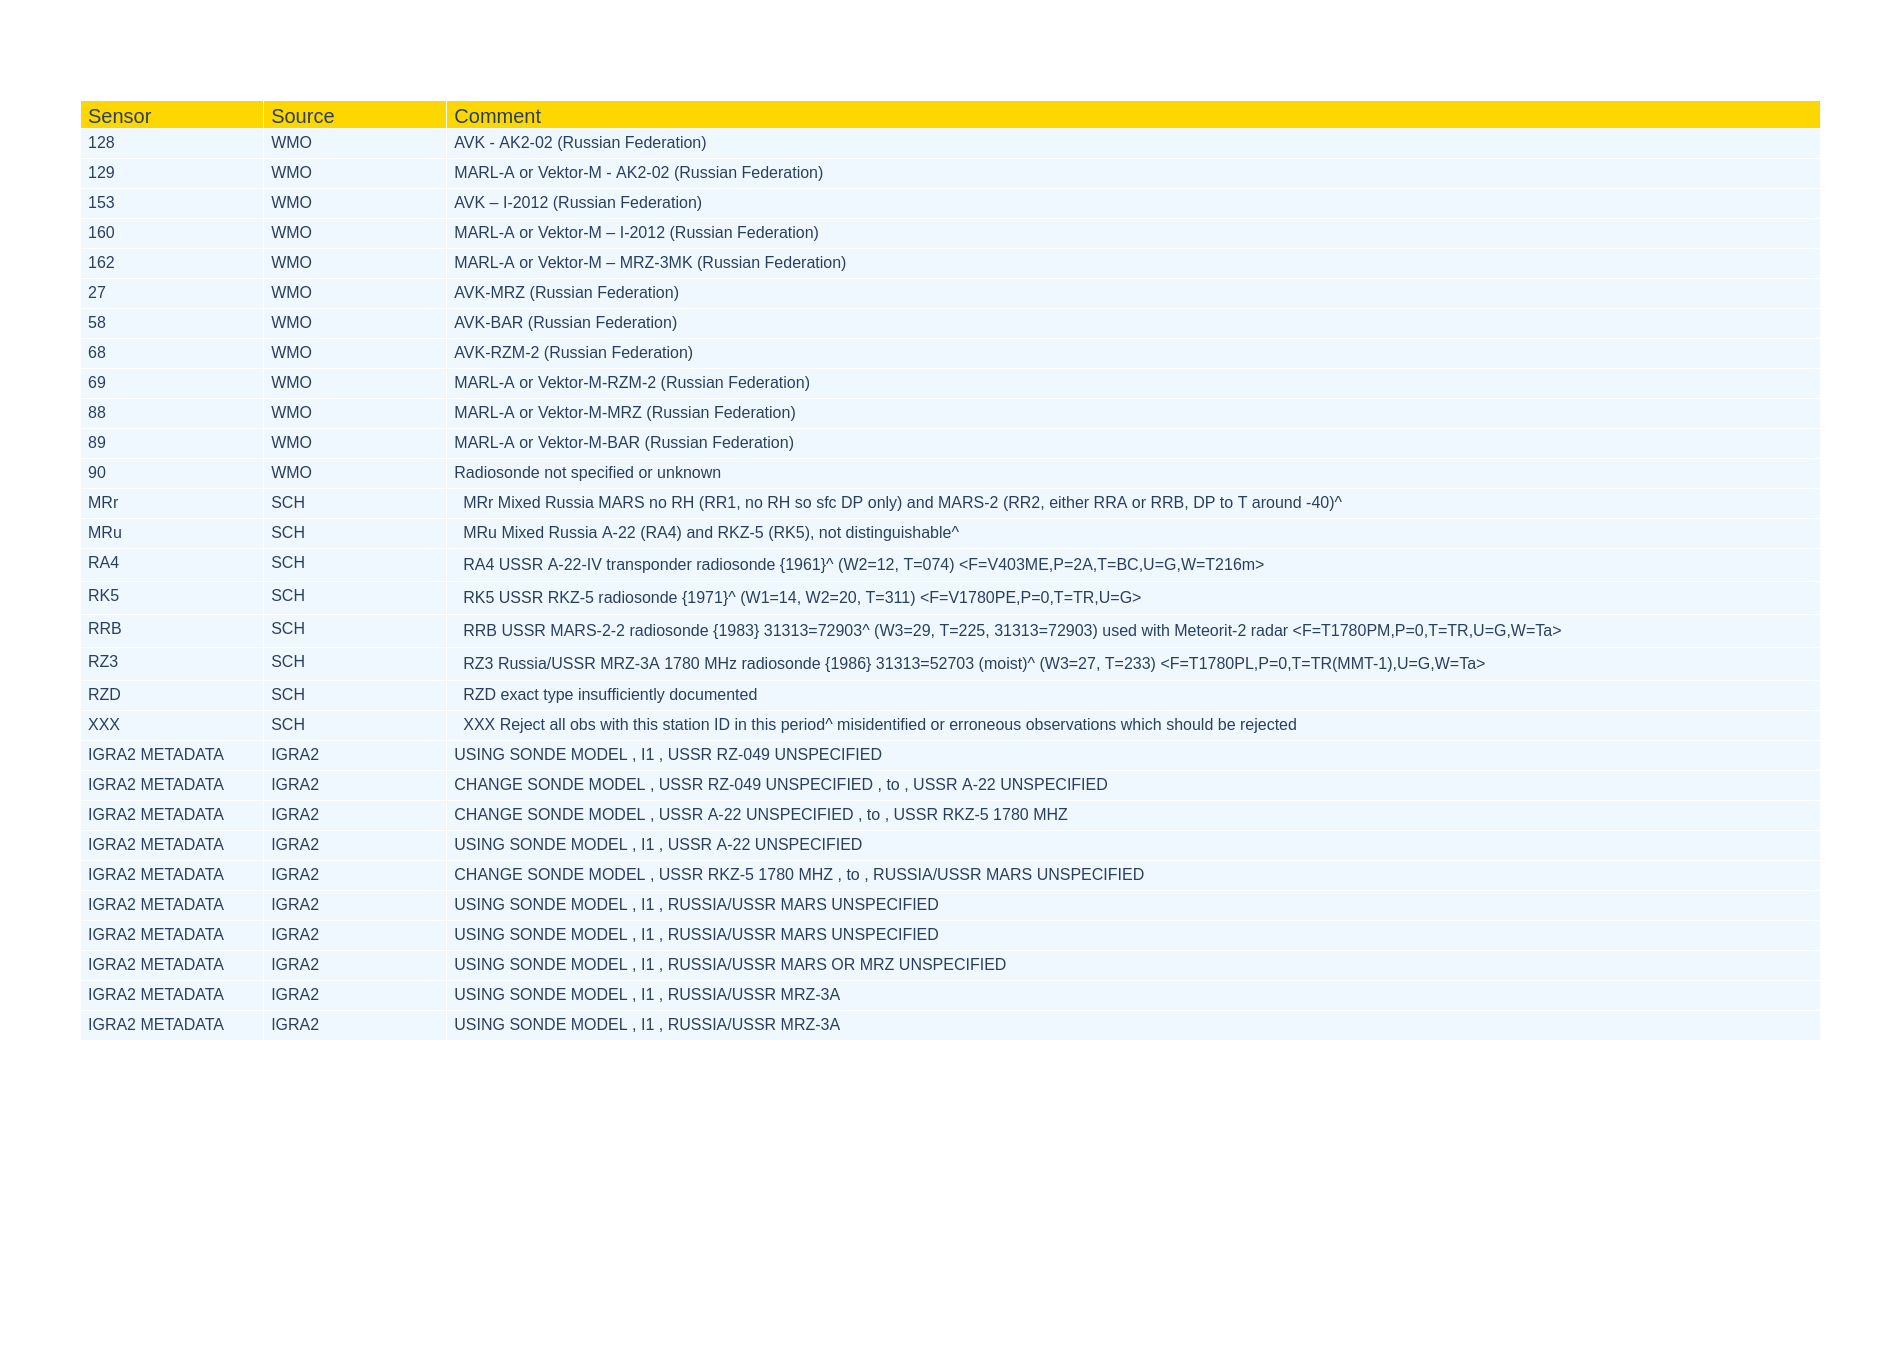 Sensor Source Comment
128 WMO AVK - AK2-02 (Russian Federation)
129 WMO MARL-A or Vektor-M - AK2-02 (Russian Federation)
153 WMO AVK – I-2012 (Russian Federation)
160 WMO MARL-A or Vektor-M – I-2012 (Russian Federation)
162 WMO MARL-A or Vektor-M – MRZ-3MK (Russian Federation)
27 WMO AVK-MRZ (Russian Federation)
58 WMO AVK-BAR (Russian Federation)
68 WMO AVK-RZM-2 (Russian Federation)
69 WMO MARL-A or Vektor-M-RZM-2 (Russian Federation)
88 WMO MARL-A or Vektor-M-MRZ (Russian Federation)
89 WMO MARL-A or Vektor-M-BAR (Russian Federation)
90 WMO Radiosonde not specified or unknown
MRr SCH MRr Mixed Russia MARS no RH (RR1, no RH so sfc DP only) and MARS-2 (RR2, either RRA or RRB, DP to T around -40)^
MRu SCH MRu Mixed Russia A-22 (RA4) and RKZ-5 (RK5), not distinguishable^
RA4 SCH RA4 USSR A-22-IV transponder radiosonde {1961}^ (W2=12, T=074) <F=V403ME,P=2A,T=BC,U=G,W=T216m>
RK5 SCH RK5 USSR RKZ-5 radiosonde {1971}^ (W1=14, W2=20, T=311) <F=V1780PE,P=0,T=TR,U=G>
RRB SCH RRB USSR MARS-2-2 radiosonde {1983} 31313=72903^ (W3=29, T=225, 31313=72903) used with Meteorit-2 radar <F=T1780PM,P=0,T=TR,U=G,W=Ta>
RZ3 SCH RZ3 Russia/USSR MRZ-3A 1780 MHz radiosonde {1986} 31313=52703 (moist)^ (W3=27, T=233) <F=T1780PL,P=0,T=TR(MMT-1),U=G,W=Ta>
RZD SCH RZD exact type insufficiently documented
XXX SCH XXX Reject all obs with this station ID in this period^ misidentified or erroneous observations which should be rejected
IGRA2 METADATA IGRA2 USING SONDE MODEL , I1 , USSR RZ-049 UNSPECIFIED
IGRA2 METADATA IGRA2 CHANGE SONDE MODEL , USSR RZ-049 UNSPECIFIED , to , USSR A-22 UNSPECIFIED
IGRA2 METADATA IGRA2 CHANGE SONDE MODEL , USSR A-22 UNSPECIFIED , to , USSR RKZ-5 1780 MHZ
IGRA2 METADATA IGRA2 USING SONDE MODEL , I1 , USSR A-22 UNSPECIFIED
IGRA2 METADATA IGRA2 CHANGE SONDE MODEL , USSR RKZ-5 1780 MHZ , to , RUSSIA/USSR MARS UNSPECIFIED
IGRA2 METADATA IGRA2 USING SONDE MODEL , I1 , RUSSIA/USSR MARS UNSPECIFIED
IGRA2 METADATA IGRA2 USING SONDE MODEL , I1 , RUSSIA/USSR MARS UNSPECIFIED
IGRA2 METADATA IGRA2 USING SONDE MODEL , I1 , RUSSIA/USSR MARS OR MRZ UNSPECIFIED
IGRA2 METADATA IGRA2 USING SONDE MODEL , I1 , RUSSIA/USSR MRZ-3A
IGRA2 METADATA IGRA2 USING SONDE MODEL , I1 , RUSSIA/USSR MRZ-3A